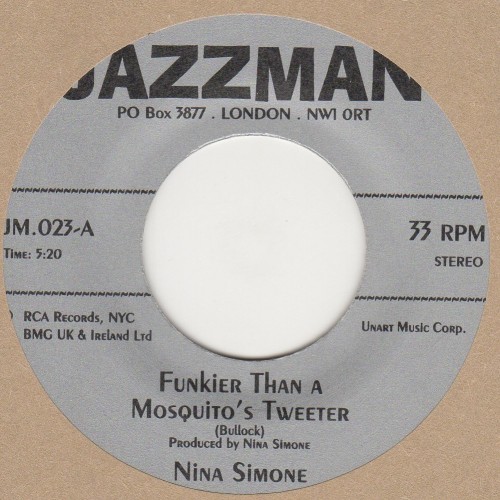 JAZZMAN
PO Box 3877 . LONDON . NW1 0RT
JM.023-A
33 RPM
Time: 5:20
STEREO
RCA Records, NYC
BMG UK & Ireland Ltd
Unart Music Corp.
Funkier Than a
Mosquito's Tweeter
(Bullock)
Produced by Nina Simone
Nina Simone